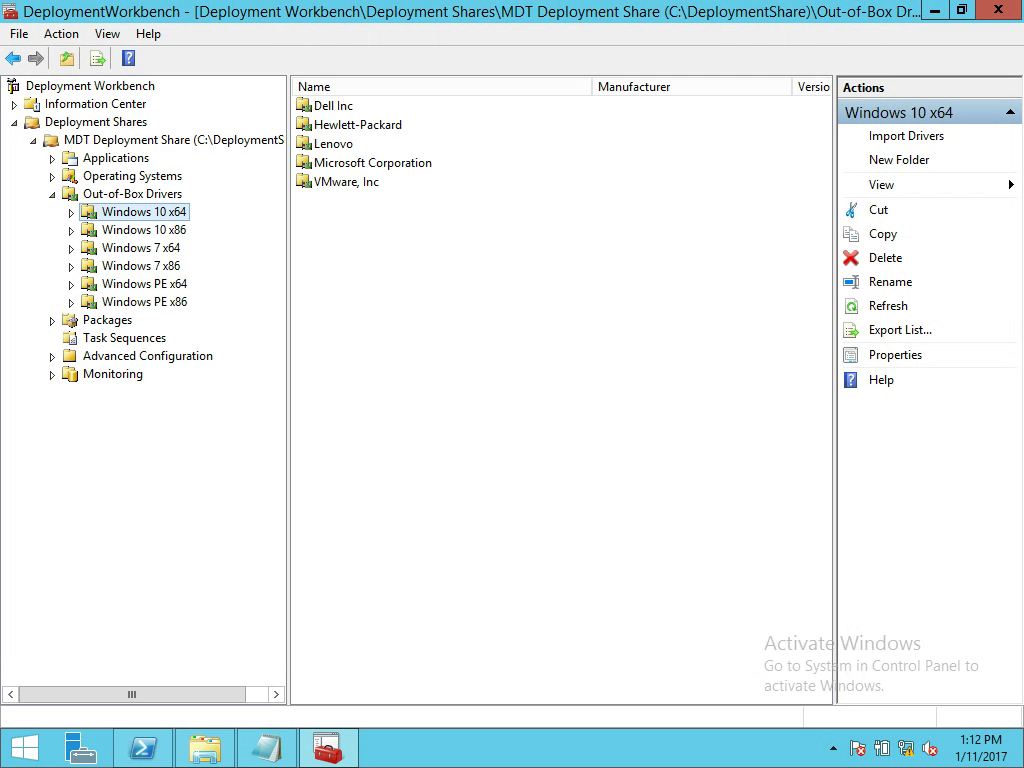 DeploymentWorkbench - [Deployment Workbench\Deployment Shares\MDT Deployment Share (C:\DeploymentShare)\Out-of-Box Dr...
File Action View Help
Deployment Workbench
Information Center
Deployment Shares
MDT Deployment Share (C:\DeploymentS
Applications
Operating Systems
Out-of-Box Drivers
Windows 10 x64
Windows 10 x86
Windows 7 x64
Windows 7 x86
Windows PE x64
Windows PE x86
Packages
Task Sequences
Advanced Configuration
Monitoring
Name Manufacturer Versio
Dell Inc
Hewlett-Packard
Lenovo
Microsoft Corporation
VMware, Inc
Actions
Windows 10 x64
Import Drivers
New Folder
View
Cut
Copy
Delete
Rename
Refresh
Export List...
Properties
Help
Activate Windows
Go to System in Control Panel to
activate Windows.
1:12 PM
1/11/2017